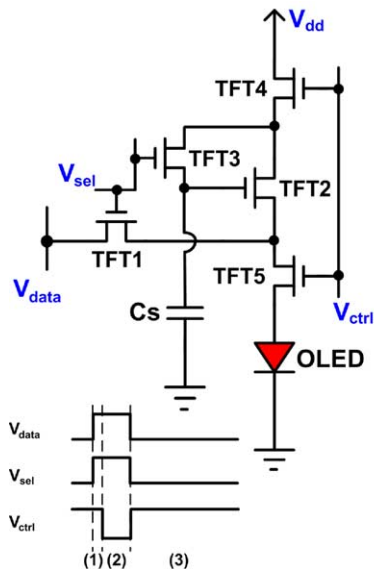 Vdd
TFT4
TFT3
Vsel
TFT2
TFT1
TFT5
Vdata
Vctrl
Cs
OLED
Vdata
Vsel
Vctrl
(1) (2) (3)